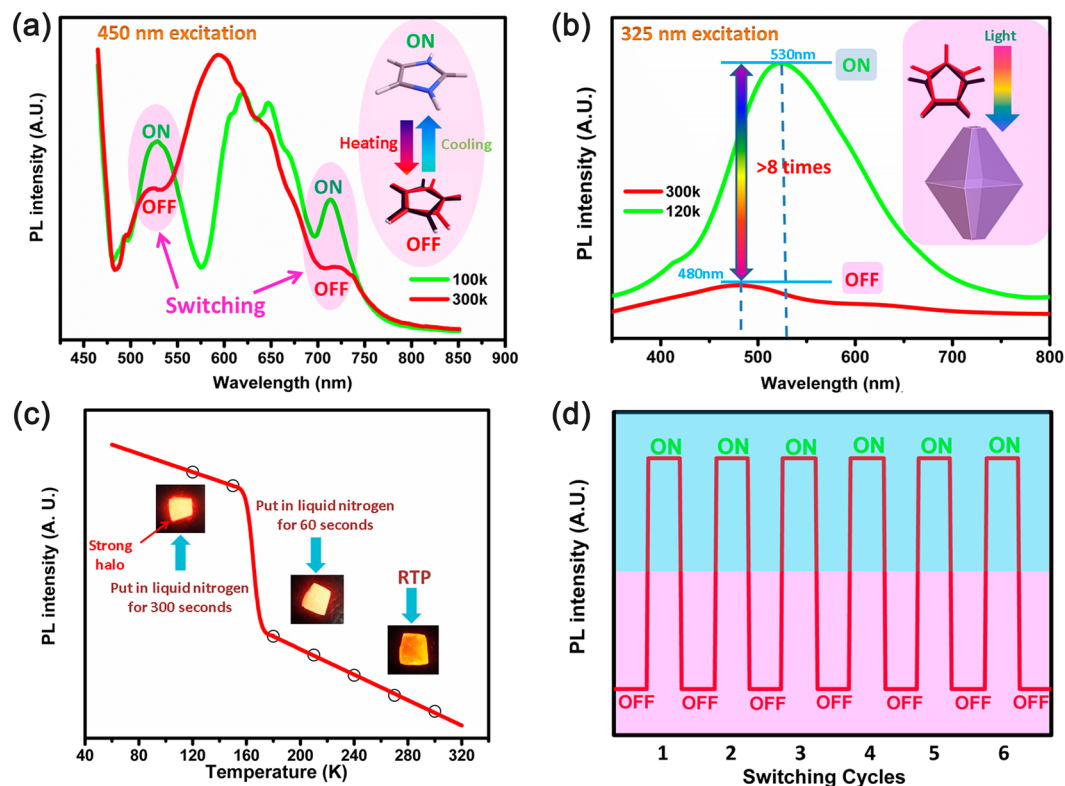 (a)
450 nm excitation
ON
Heating
Cooling
OFF
ON
OFF
ON
OFF
Switching
100k
300k
PL intensity (A.U.)
450 500 550 600 650 700 750 800 850 900
Wavelength (nm)
(b)
325 nm excitation
530nm
ON
Light
>8 times
300k
120k
480nm
OFF
PL intensity (A.U.)
400 500 600 700 800
Wavelength (nm)
(c)
Put in liquid nitrogen
for 60 seconds
Strong
halo
Put in liquid nitrogen
for 300 seconds
RTP
PL intensity (A. U.)
40 80 120 160 200 240 280 320
Temperature (K)
(d)
ON ON ON ON ON ON
OFF OFF OFF OFF OFF OFF OFF
PL intensity (A.U.)
1 2 3 4 5 6
Switching Cycles